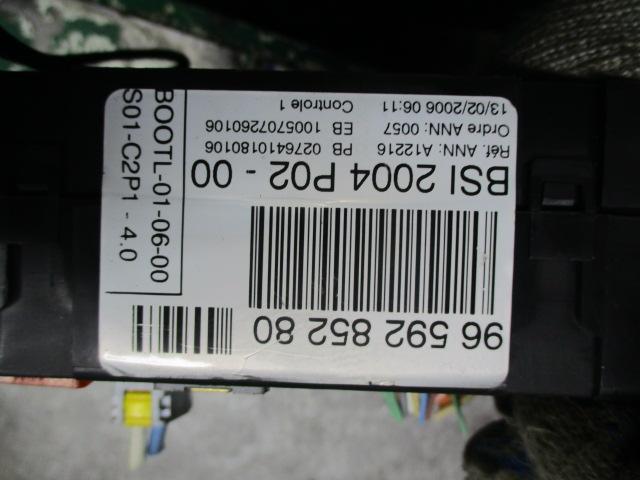 96 592 852 80
BSI 2004 P02 - 00
Réf. ANN: A12216 PB 0276410180106
Ordre ANN: 0057 EB 1005707260106
13/02/2006 06:11 Controle 1
BOOTL-01-06-00
S01-C2P1 - 4.0